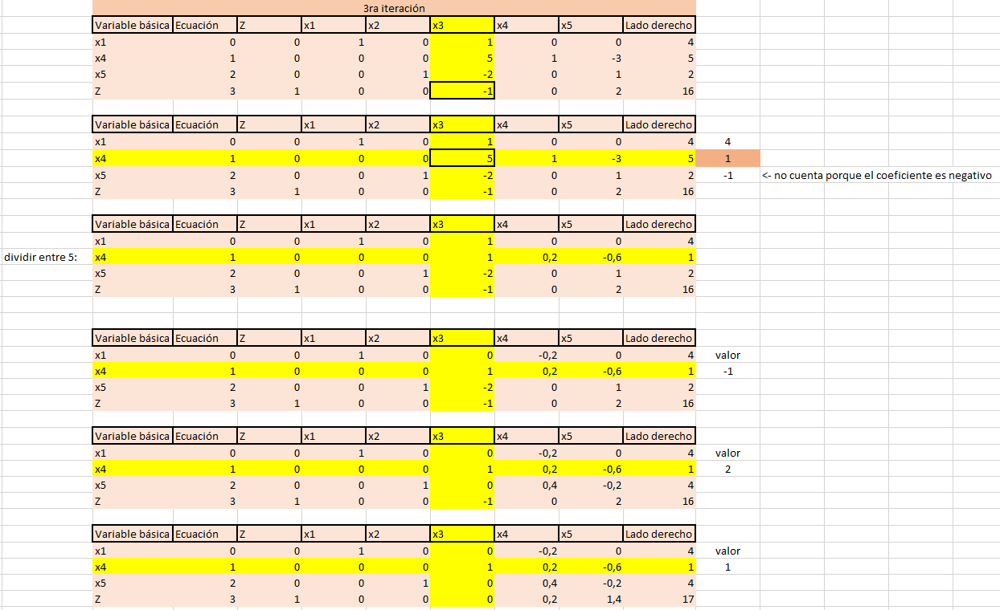 3ra iteración
Variable básica Ecuación Z x1 x2 x3 x4 x5 Lado derecho
x1 0 0 1 0 1 0 0 4
x4 1 0 0 0 5 1 -3 5
x5 2 0 0 1 -2 0 1 2
Z 3 1 0 0 -1 0 2 16
Variable básica Ecuación Z x1 x2 x3 x4 x5 Lado derecho
x1 0 0 1 0 1 0 0 4 4
x4 1 0 0 0 5 1 -3 5 1
x5 2 0 0 1 -2 0 1 2 -1 <- no cuenta porque el coeficiente es negativo
Z 3 1 0 0 -1 0 2 16
Variable básica Ecuación Z x1 x2 x3 x4 x5 Lado derecho
x1 0 0 1 0 1 0 0 4
dividir entre 5: x4 1 0 0 0 1 0,2 -0,6 1
x5 2 0 0 1 -2 0 1 2
Z 3 1 0 0 -1 0 2 16
Variable básica Ecuación Z x1 x2 x3 x4 x5 Lado derecho
x1 0 0 1 0 0 -0,2 0 4 valor
x4 1 0 0 0 1 0,2 -0,6 1 -1
x5 2 0 0 1 -2 0 1 2
Z 3 1 0 0 -1 0 2 16
Variable básica Ecuación Z x1 x2 x3 x4 x5 Lado derecho
x1 0 0 1 0 0 -0,2 0 4 valor
x4 1 0 0 0 1 0,2 -0,6 1 2
x5 2 0 0 1 0 0,4 -0,2 4
Z 3 1 0 0 -1 0 2 16
Variable básica Ecuación Z x1 x2 x3 x4 x5 Lado derecho
x1 0 0 1 0 0 -0,2 0 4 valor
x4 1 0 0 0 1 0,2 -0,6 1 1
x5 2 0 0 1 0 0,4 -0,2 4
Z 3 1 0 0 0 0,2 1,4 17